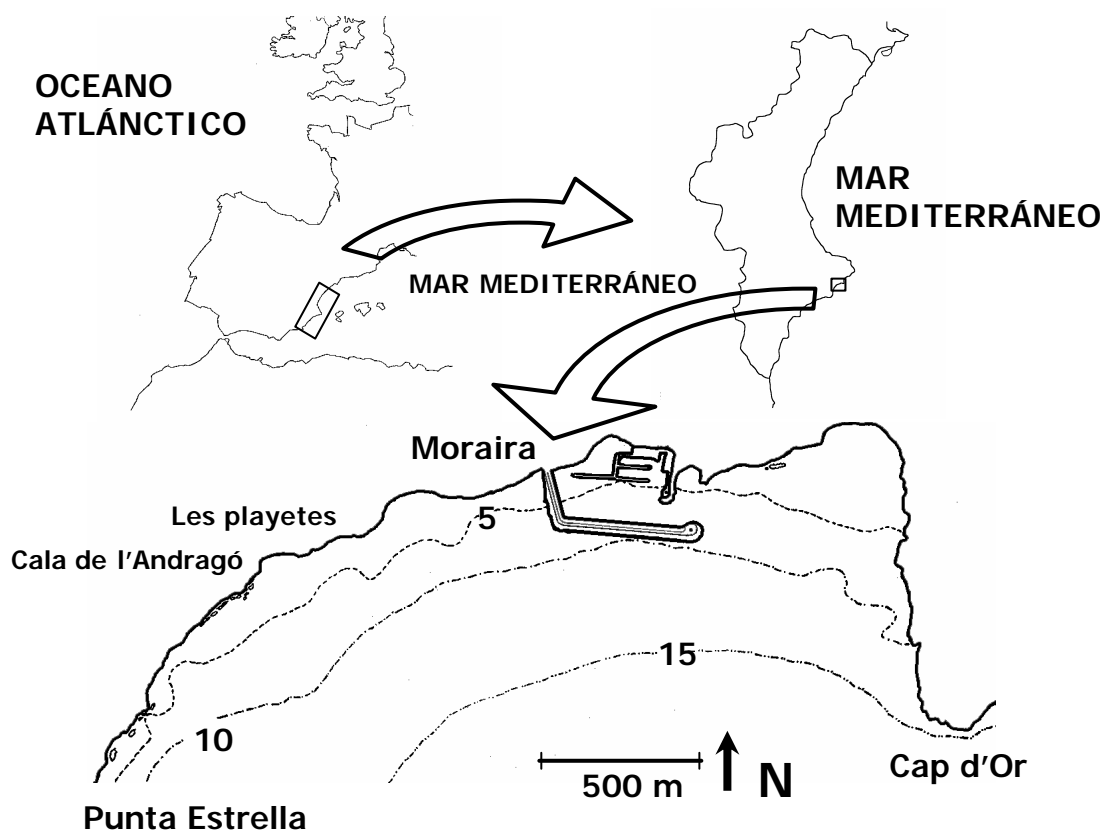 OCEANO
ATLÁNCTICO
MAR
MEDITERRÁNEO
MAR MEDITERRÁNEO
Moraira
Les playetes
5
Cala de l'Andragó
15
10
500 m
N
Cap d'Or
Punta Estrella